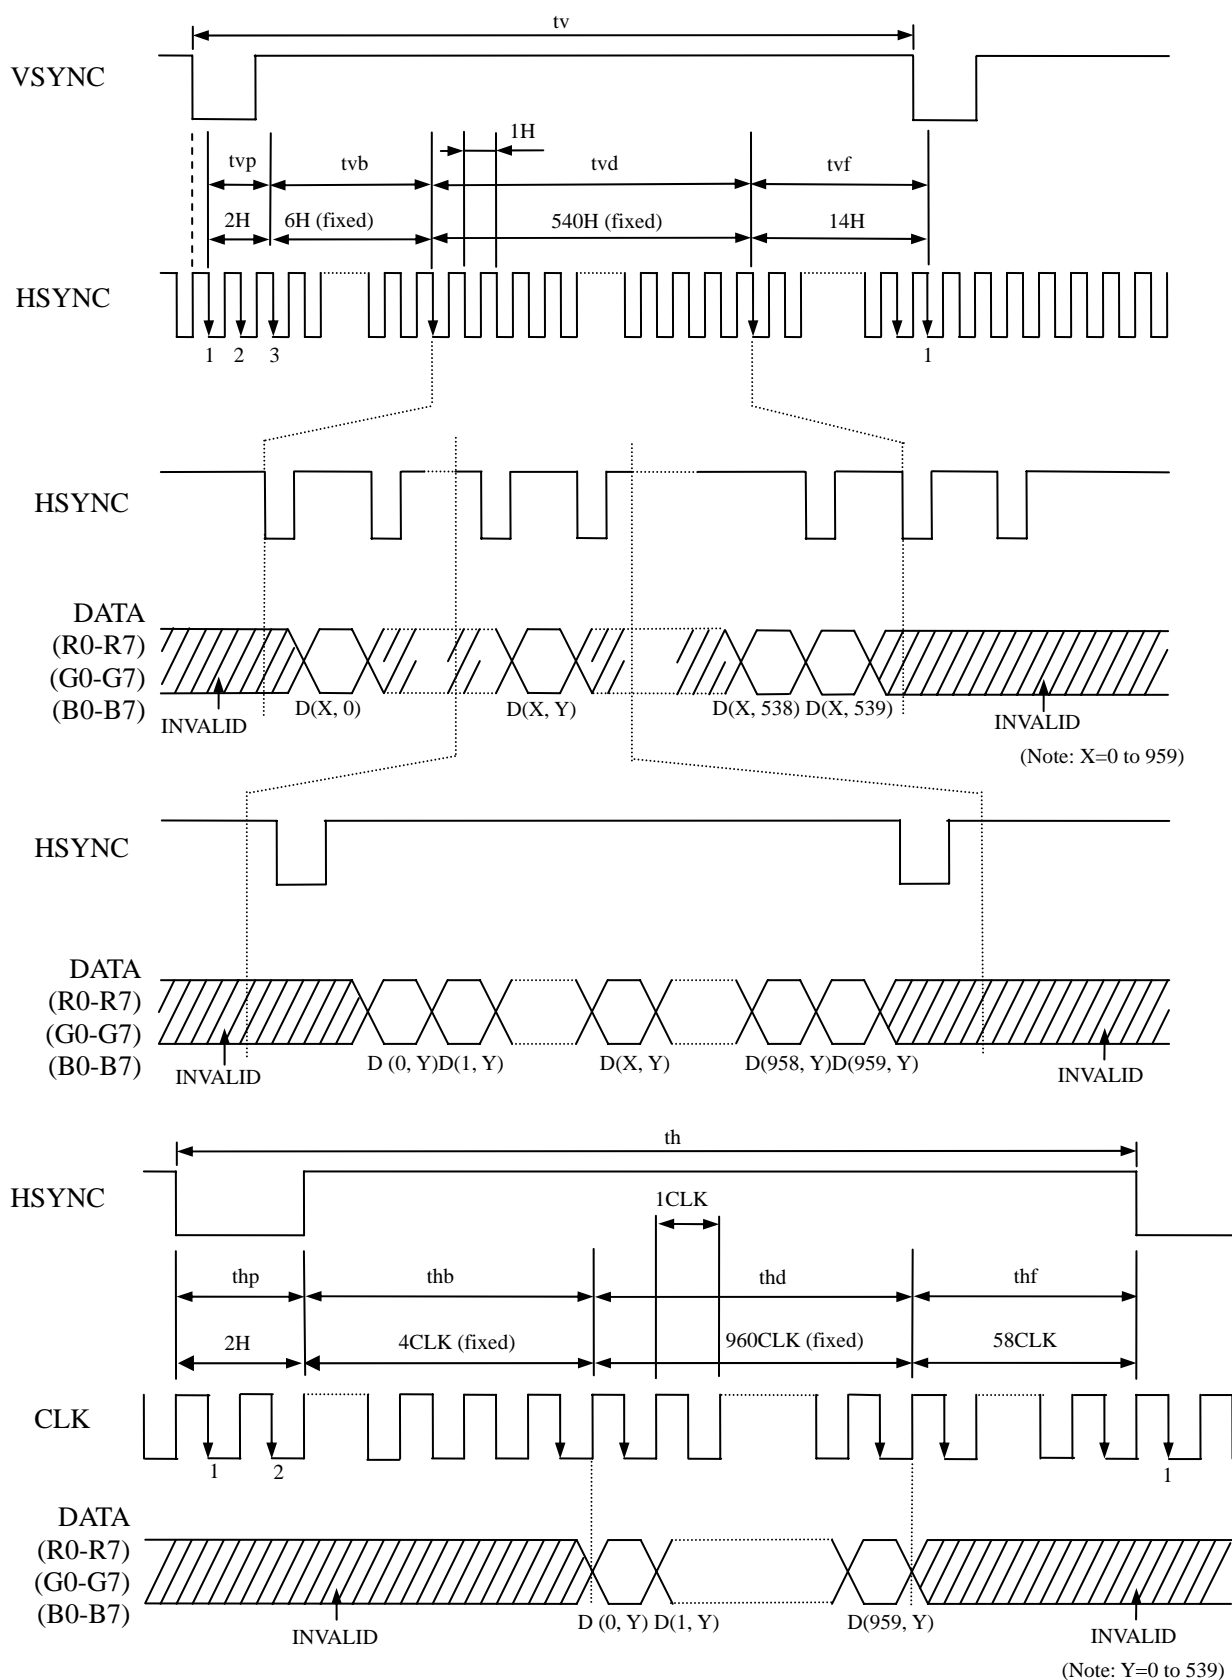 tv
VSYNC
1H
tvp tvb tvd tvf
2H 6H (fixed) 540H (fixed) 14H
HSYNC
1 2 3 1
HSYNC
DATA
(R0-R7)
(G0-G7)
(B0-B7)
INVALID D(X, 0) D(X, Y) D(X, 538) D(X, 539) INVALID
(Note: X=0 to 959)
HSYNC
DATA
(R0-R7)
(G0-G7)
(B0-B7)
INVALID D (0, Y) D(1, Y) D(X, Y) D(958, Y) D(959, Y) INVALID
th
HSYNC
1CLK
thp thb thd thf
2H 4CLK (fixed) 960CLK (fixed) 58CLK
CLK
1 2 1
DATA
(R0-R7)
(G0-G7)
(B0-B7)
INVALID D (0, Y) D(1, Y) D(959, Y) INVALID
(Note: Y=0 to 539)